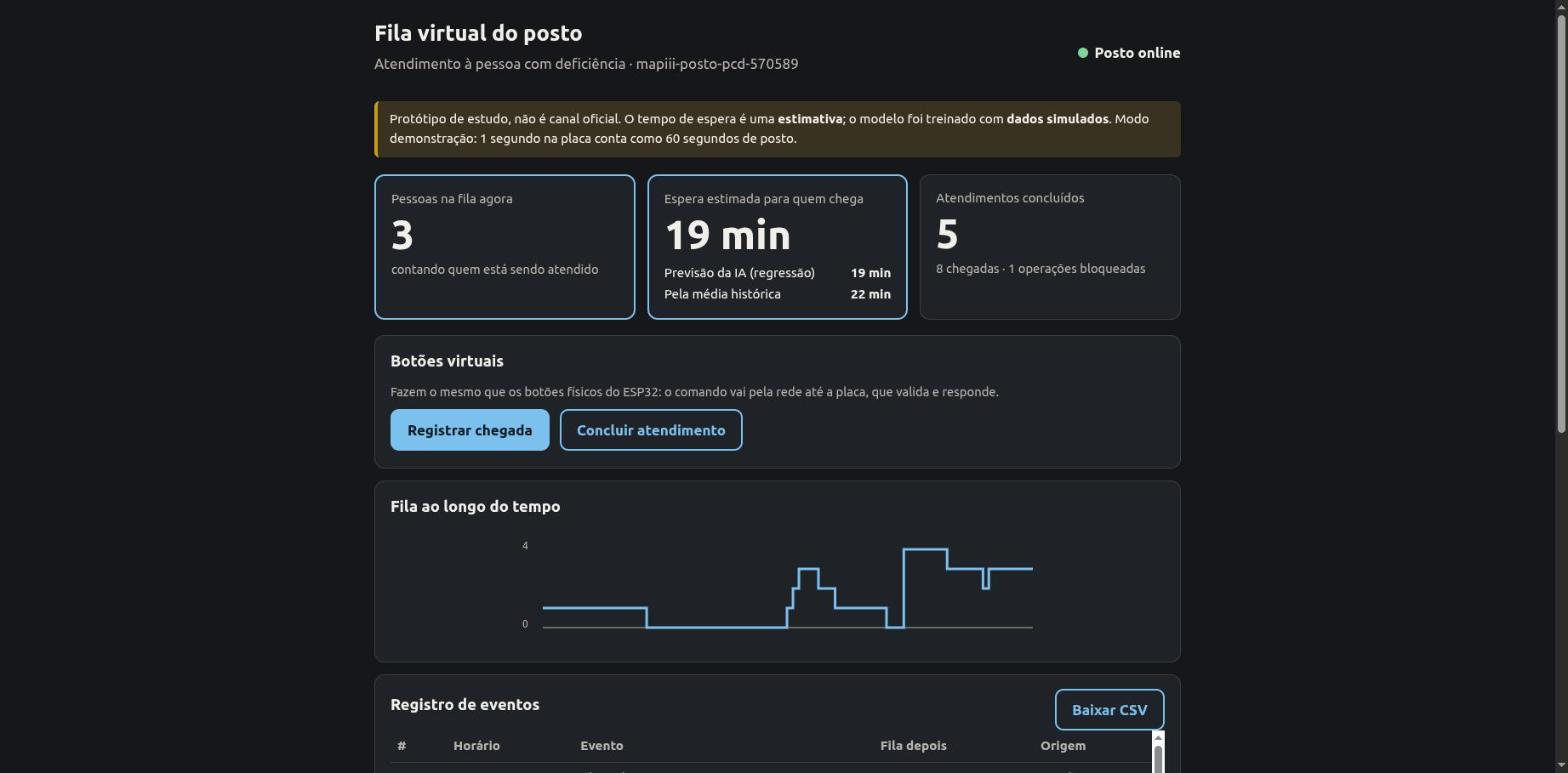 Fila virtual do posto
Atendimento à pessoa com deficiência · mapiii-posto-pcd-570589
Posto online
Protótipo de estudo, não é canal oficial. O tempo de espera é uma estimativa; o modelo foi treinado com dados simulados. Modo
demonstração: 1 segundo na placa conta como 60 segundos de posto.
Pessoas na fila agora
3
contando quem está sendo atendido
Espera estimada para quem chega
19 min
Previsão da IA (regressão) 19 min
Pela média histórica 22 min
Atendimentos concluídos
5
8 chegadas · 1 operações bloqueadas
Botões virtuais
Fazem o mesmo que os botões físicos do ESP32: o comando vai pela rede até a placa, que valida e responde.
Registrar chegada Concluir atendimento
Fila ao longo do tempo
4
0
Registro de eventos
Baixar CSV
# Horário Evento Fila depois Origem